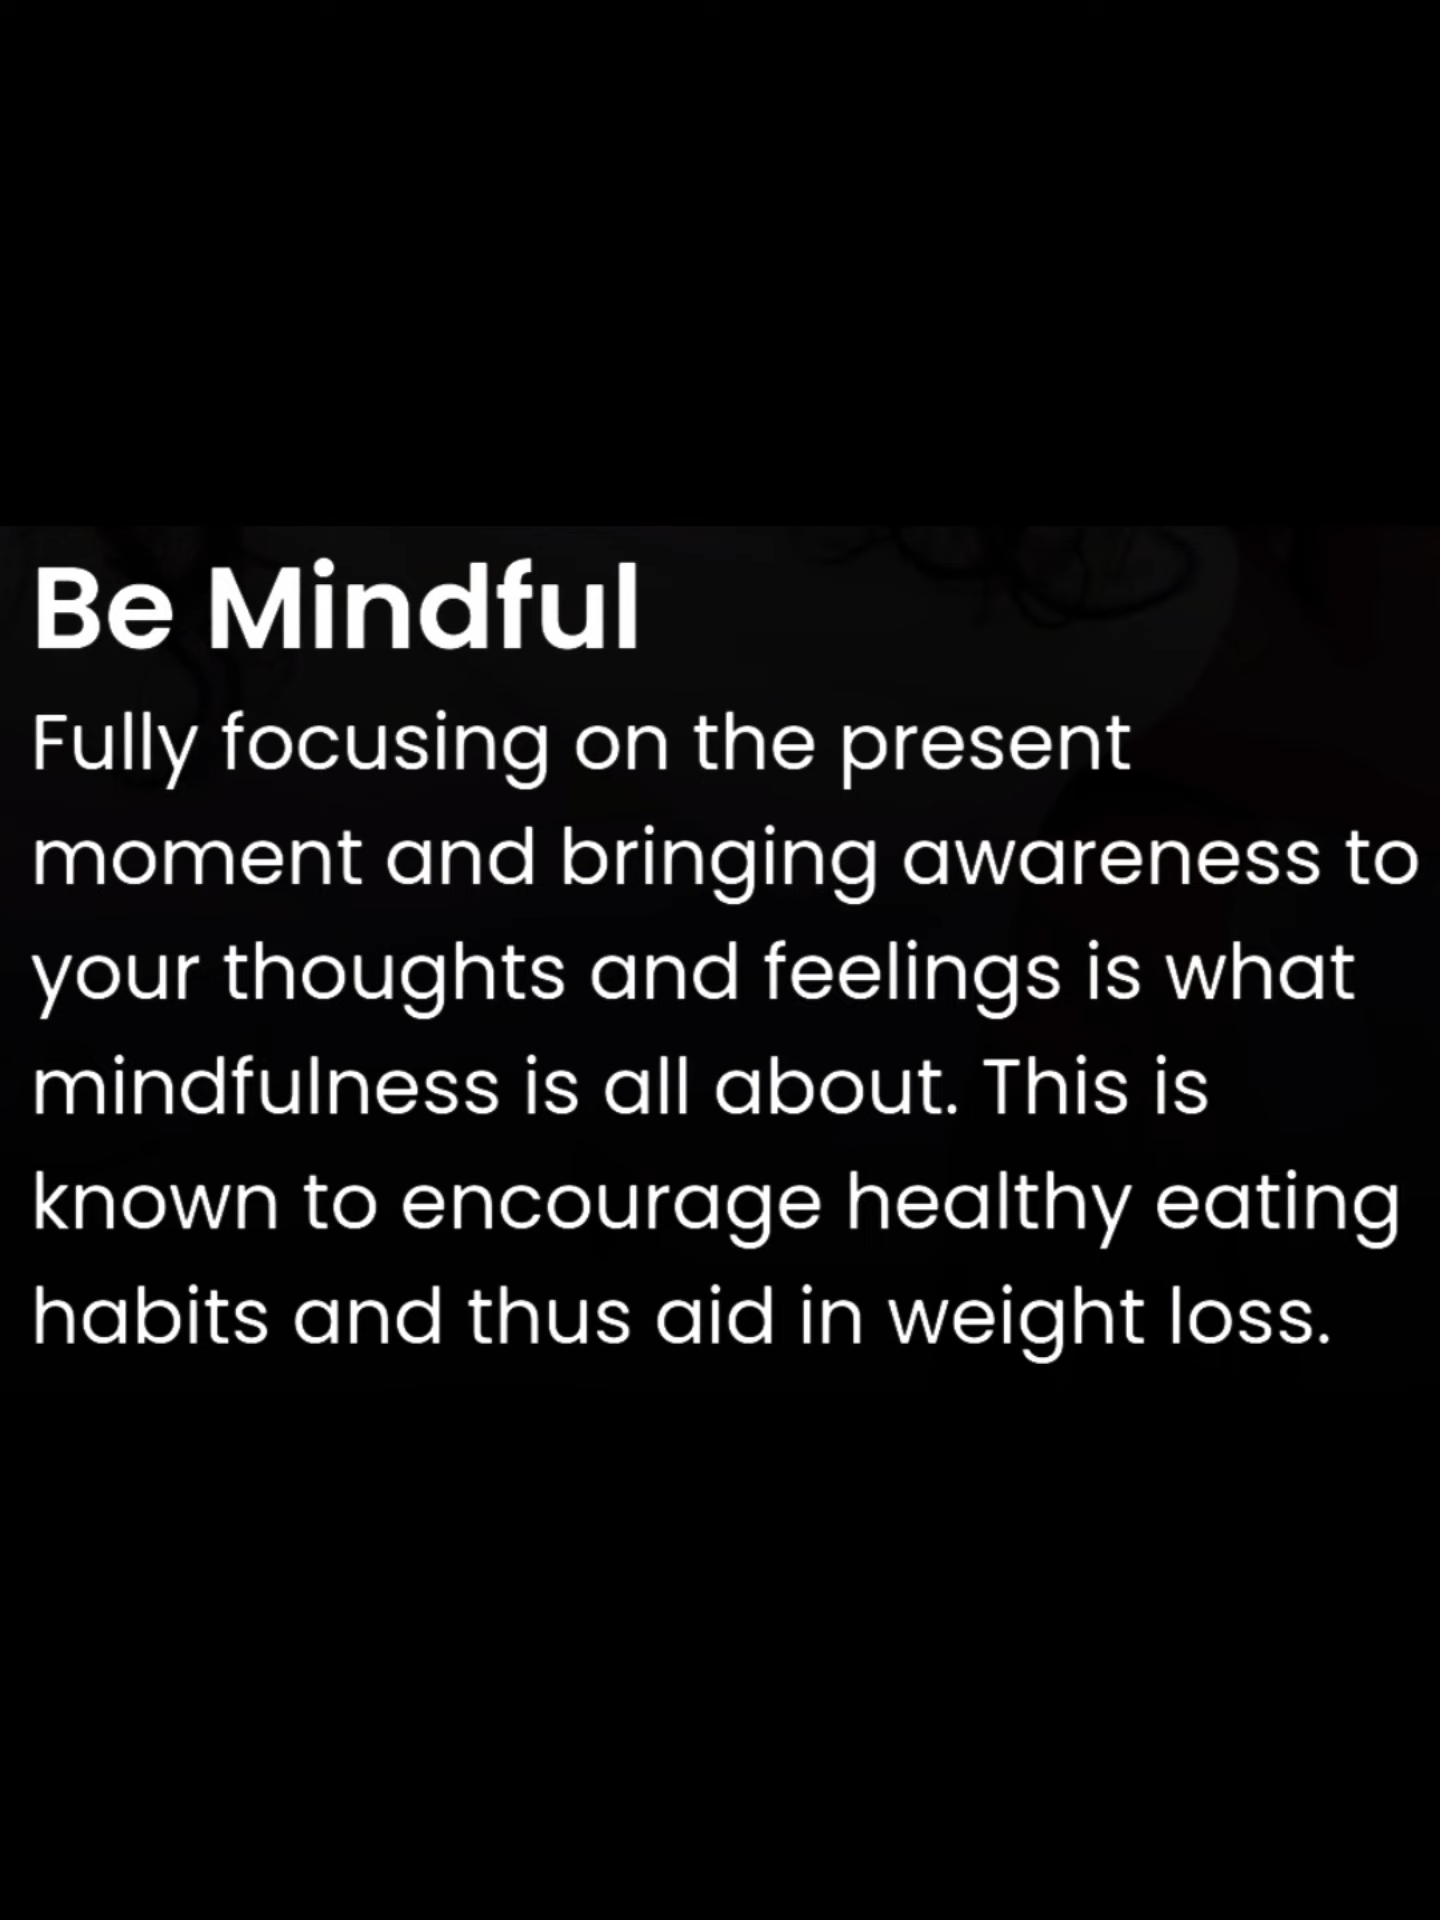 Be Mindful
Fully focusing on the present
moment and bringing awareness to
your thoughts and feelings is what
mindfulness is all about. This is
known to encourage healthy eating
habits and thus aid in weight loss.